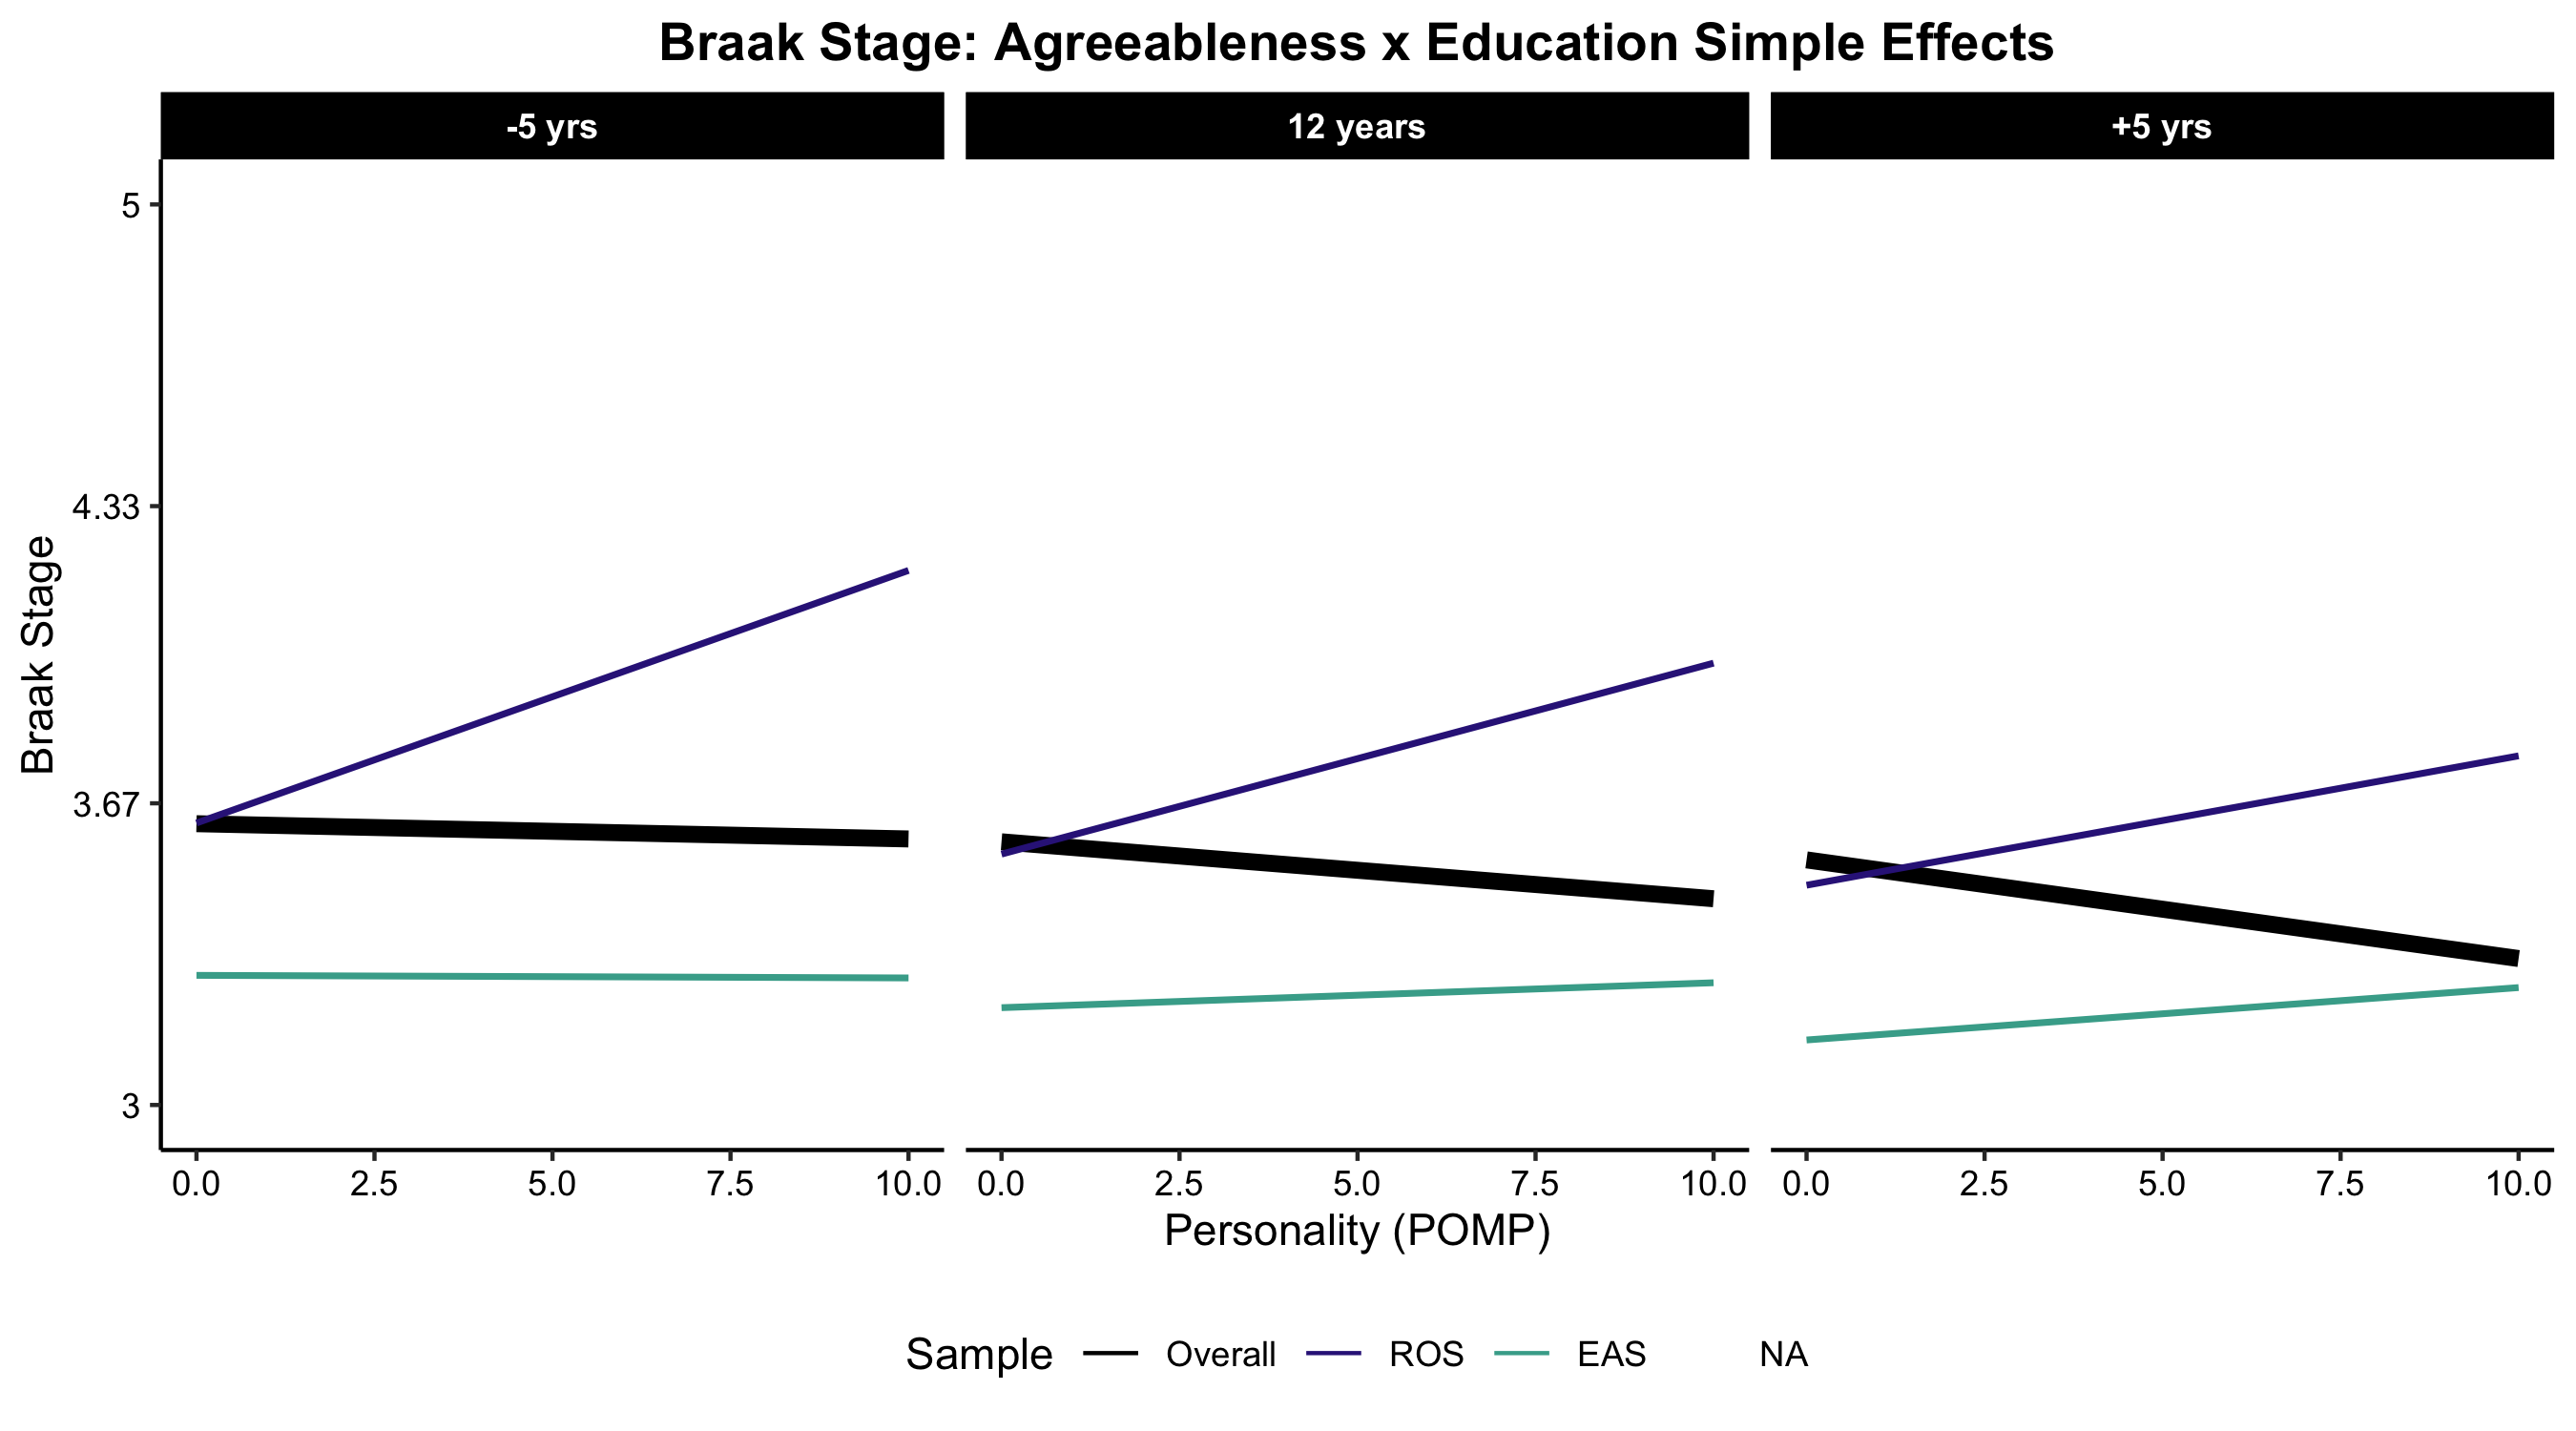 Braak Stage: Agreeableness x Education Simple Effects
-5 yrs 12 years +5 yrs
5
4.33
3.67
3
Braak Stage
0.0 2.5 5.0 7.5 10.0 0.0 2.5 5.0 7.5 10.0 0.0 2.5 5.0 7.5 10.0
Personality (POMP)
Sample Overall ROS EAS NA